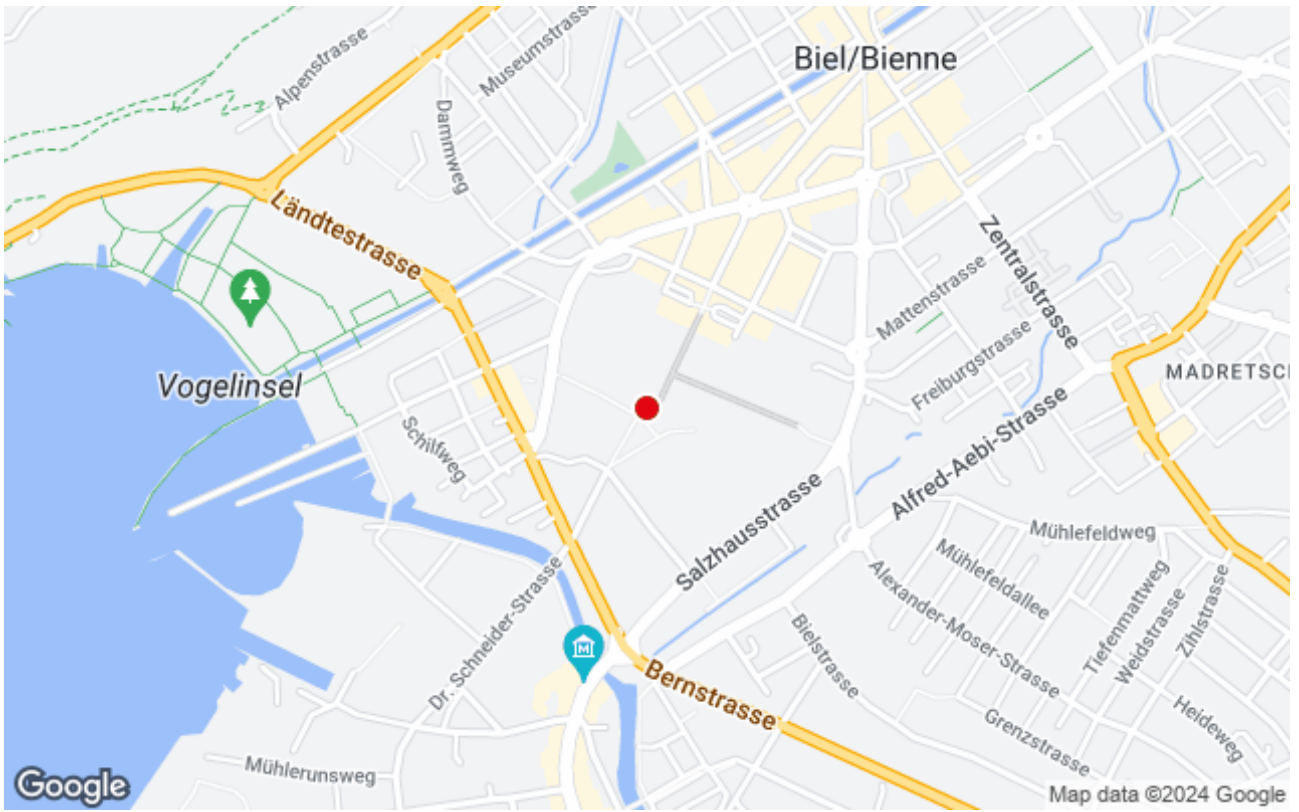 Biel/Bienne
Museumstrasse
Alpenstrasse
Dammweg
Ländtestrasse
Zentralstrasse
Mattenstrasse
Freiburgstrasse
MADRETSC
Vogelinsel
Schilfweg
Alfred-Aebi-Strasse
Salzhausstrasse
Mühlefeldweg
Mühlefeldallee
Tiefenmattweg
Weidstrasse
Zihlstrasse
Alexander-Moser-Strasse
Dr. Schneider-Strasse
Bielstrasse
M
Bernstrasse
Grenzstrasse
Heideweg
Mühlerunsweg
Google
Map data ©2024 Google